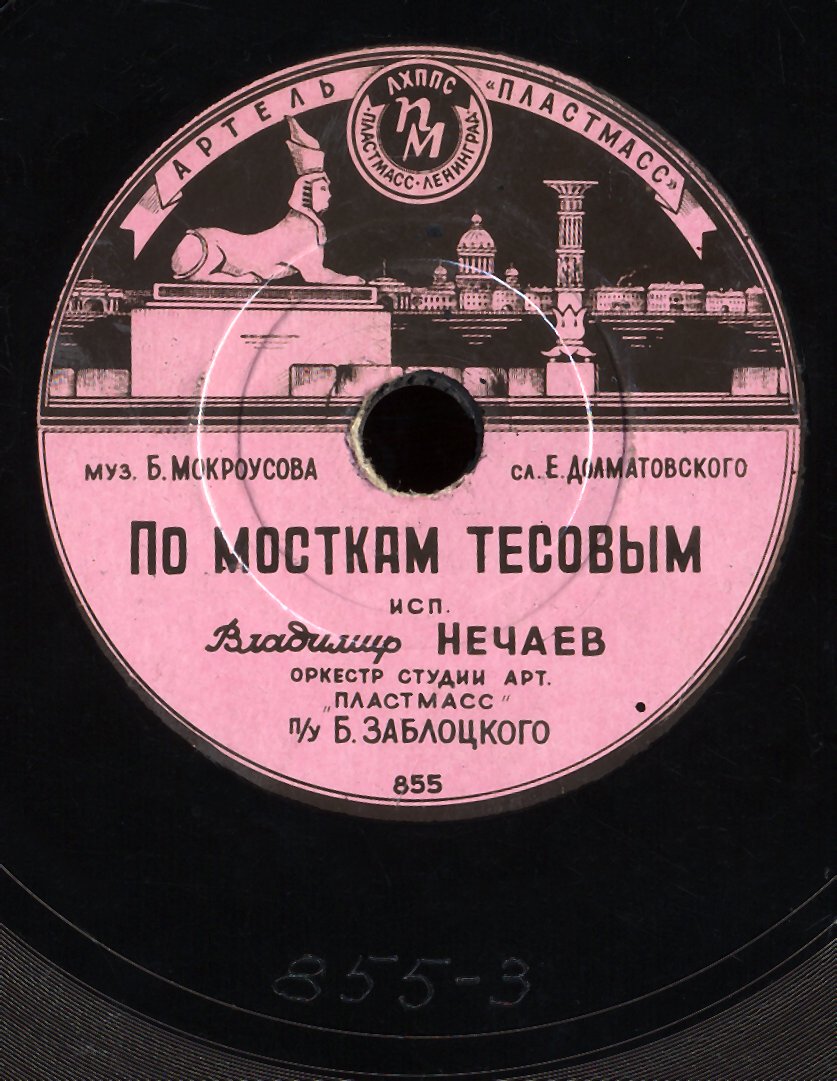 АРТЕЛЬ «ПЛАСТМАСС»
ЛХППС
ПМ
·ПЛАСТМАСС·ЛЕНИНГРАД·
муз. Б. Мокроусова
сл. Е. Долматовского
По мосткам тесовым
исп.
Владимир НЕЧАЕВ
оркестр студии арт.
„Пластмасс“
п/у Б. Заблоцкого
855
855-3